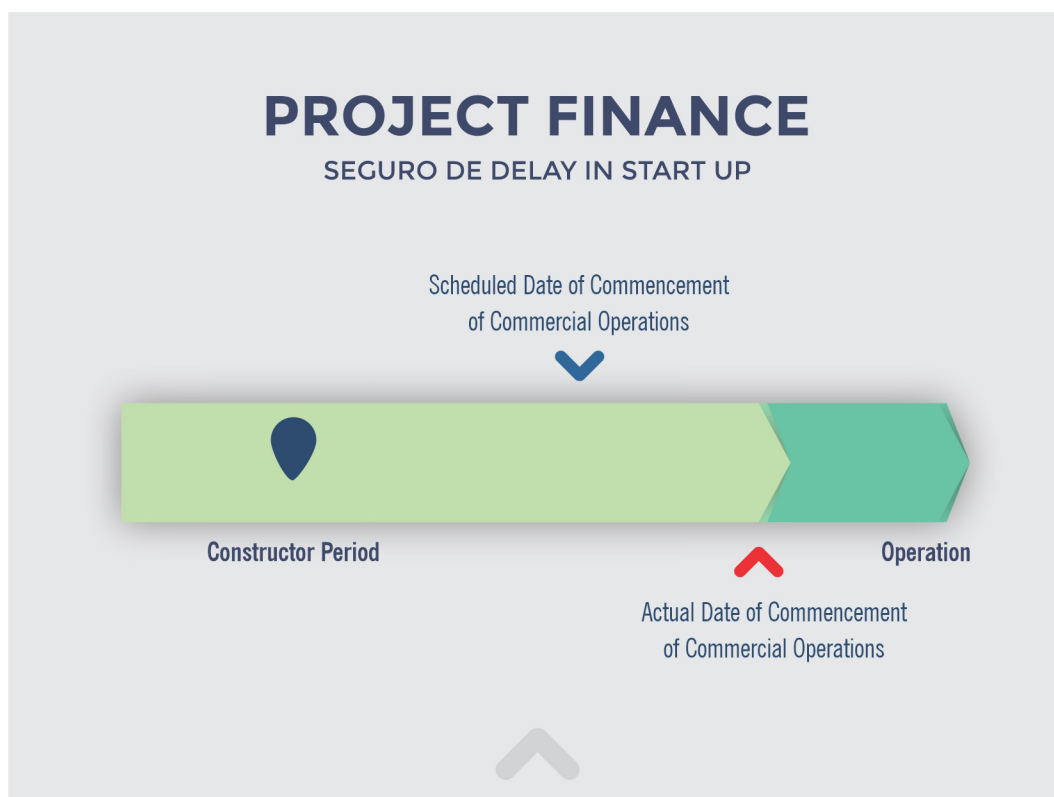 PROJECT FINANCE
SEGURO DE DELAY IN START UP
Scheduled Date of Commencement
of Commercial Operations
Constructor Period
Operation
Actual Date of Commencement
of Commercial Operations